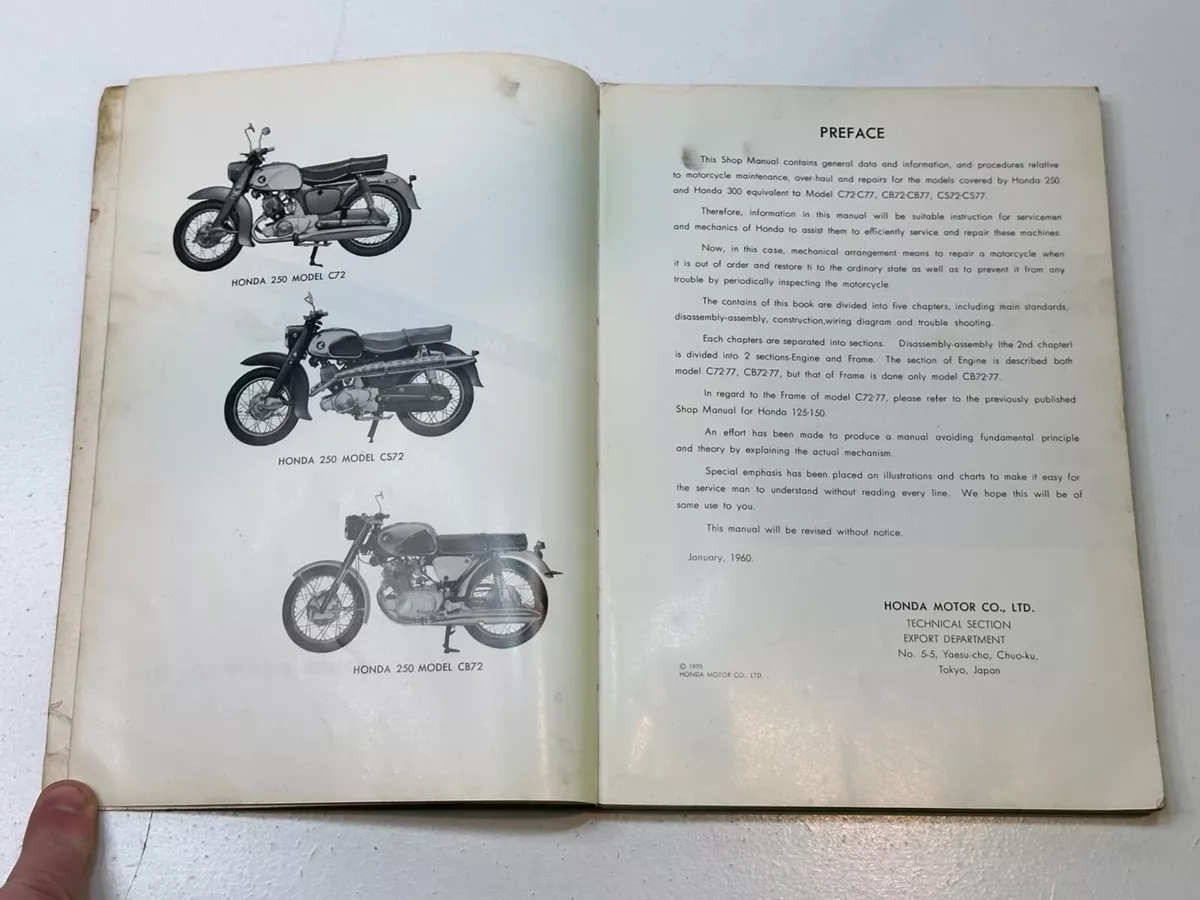 HONDA 250 MODEL C72
HONDA 250 MODEL CS72
HONDA 250 MODEL CB72
PREFACE
This Shop Manual contains general data and information, and procedures relative
to motorcycle maintenance, over-haul and repairs for the models covered by Honda 250
and Honda 300 equivalent to Model C72-C77, CB72-CB77, CS72-CS77.
Therefore, information in this manual will be suitable instruction for servicemen
and mechanics of Honda to assist them to efficiently service and repair these machines.
Now, in this case, mechanical arrangement means to repair a motorcycle when
it is out of order and restore ti to the ordinary state as well as to prevent it from any
trouble by periodically inspecting the motorcycle.
The contains of this book are divided into five chapters, including main standards,
disassembly-assembly, construction,wiring diagram and trouble shooting.
Each chapters are separated into sections. Disassembly-assembly (the 2nd chapter)
is divided into 2 sections-Engine and Frame. The section of Engine is described both
model C72-77, CB72-77, but that of Frame is done only model CB72-77.
In regard to the Frame of model C72-77, please refer to the previously published
Shop Manual for Honda 125-150.
An effort has been made to produce a manual avoiding fundamental principle
and theory by explaining the actual mechanism.
Special emphasis has been placed on illustrations and charts to make it easy for
the service man to understand without reading every line. We hope this will be of
some use to you.
This manual will be revised without notice.
January, 1960.
HONDA MOTOR CO., LTD.
TECHNICAL SECTION
EXPORT DEPARTMENT
No. 5-5, Yaesu-cho, Chuo-ku,
Tokyo, Japan
© 1970
HONDA MOTOR CO., LTD.